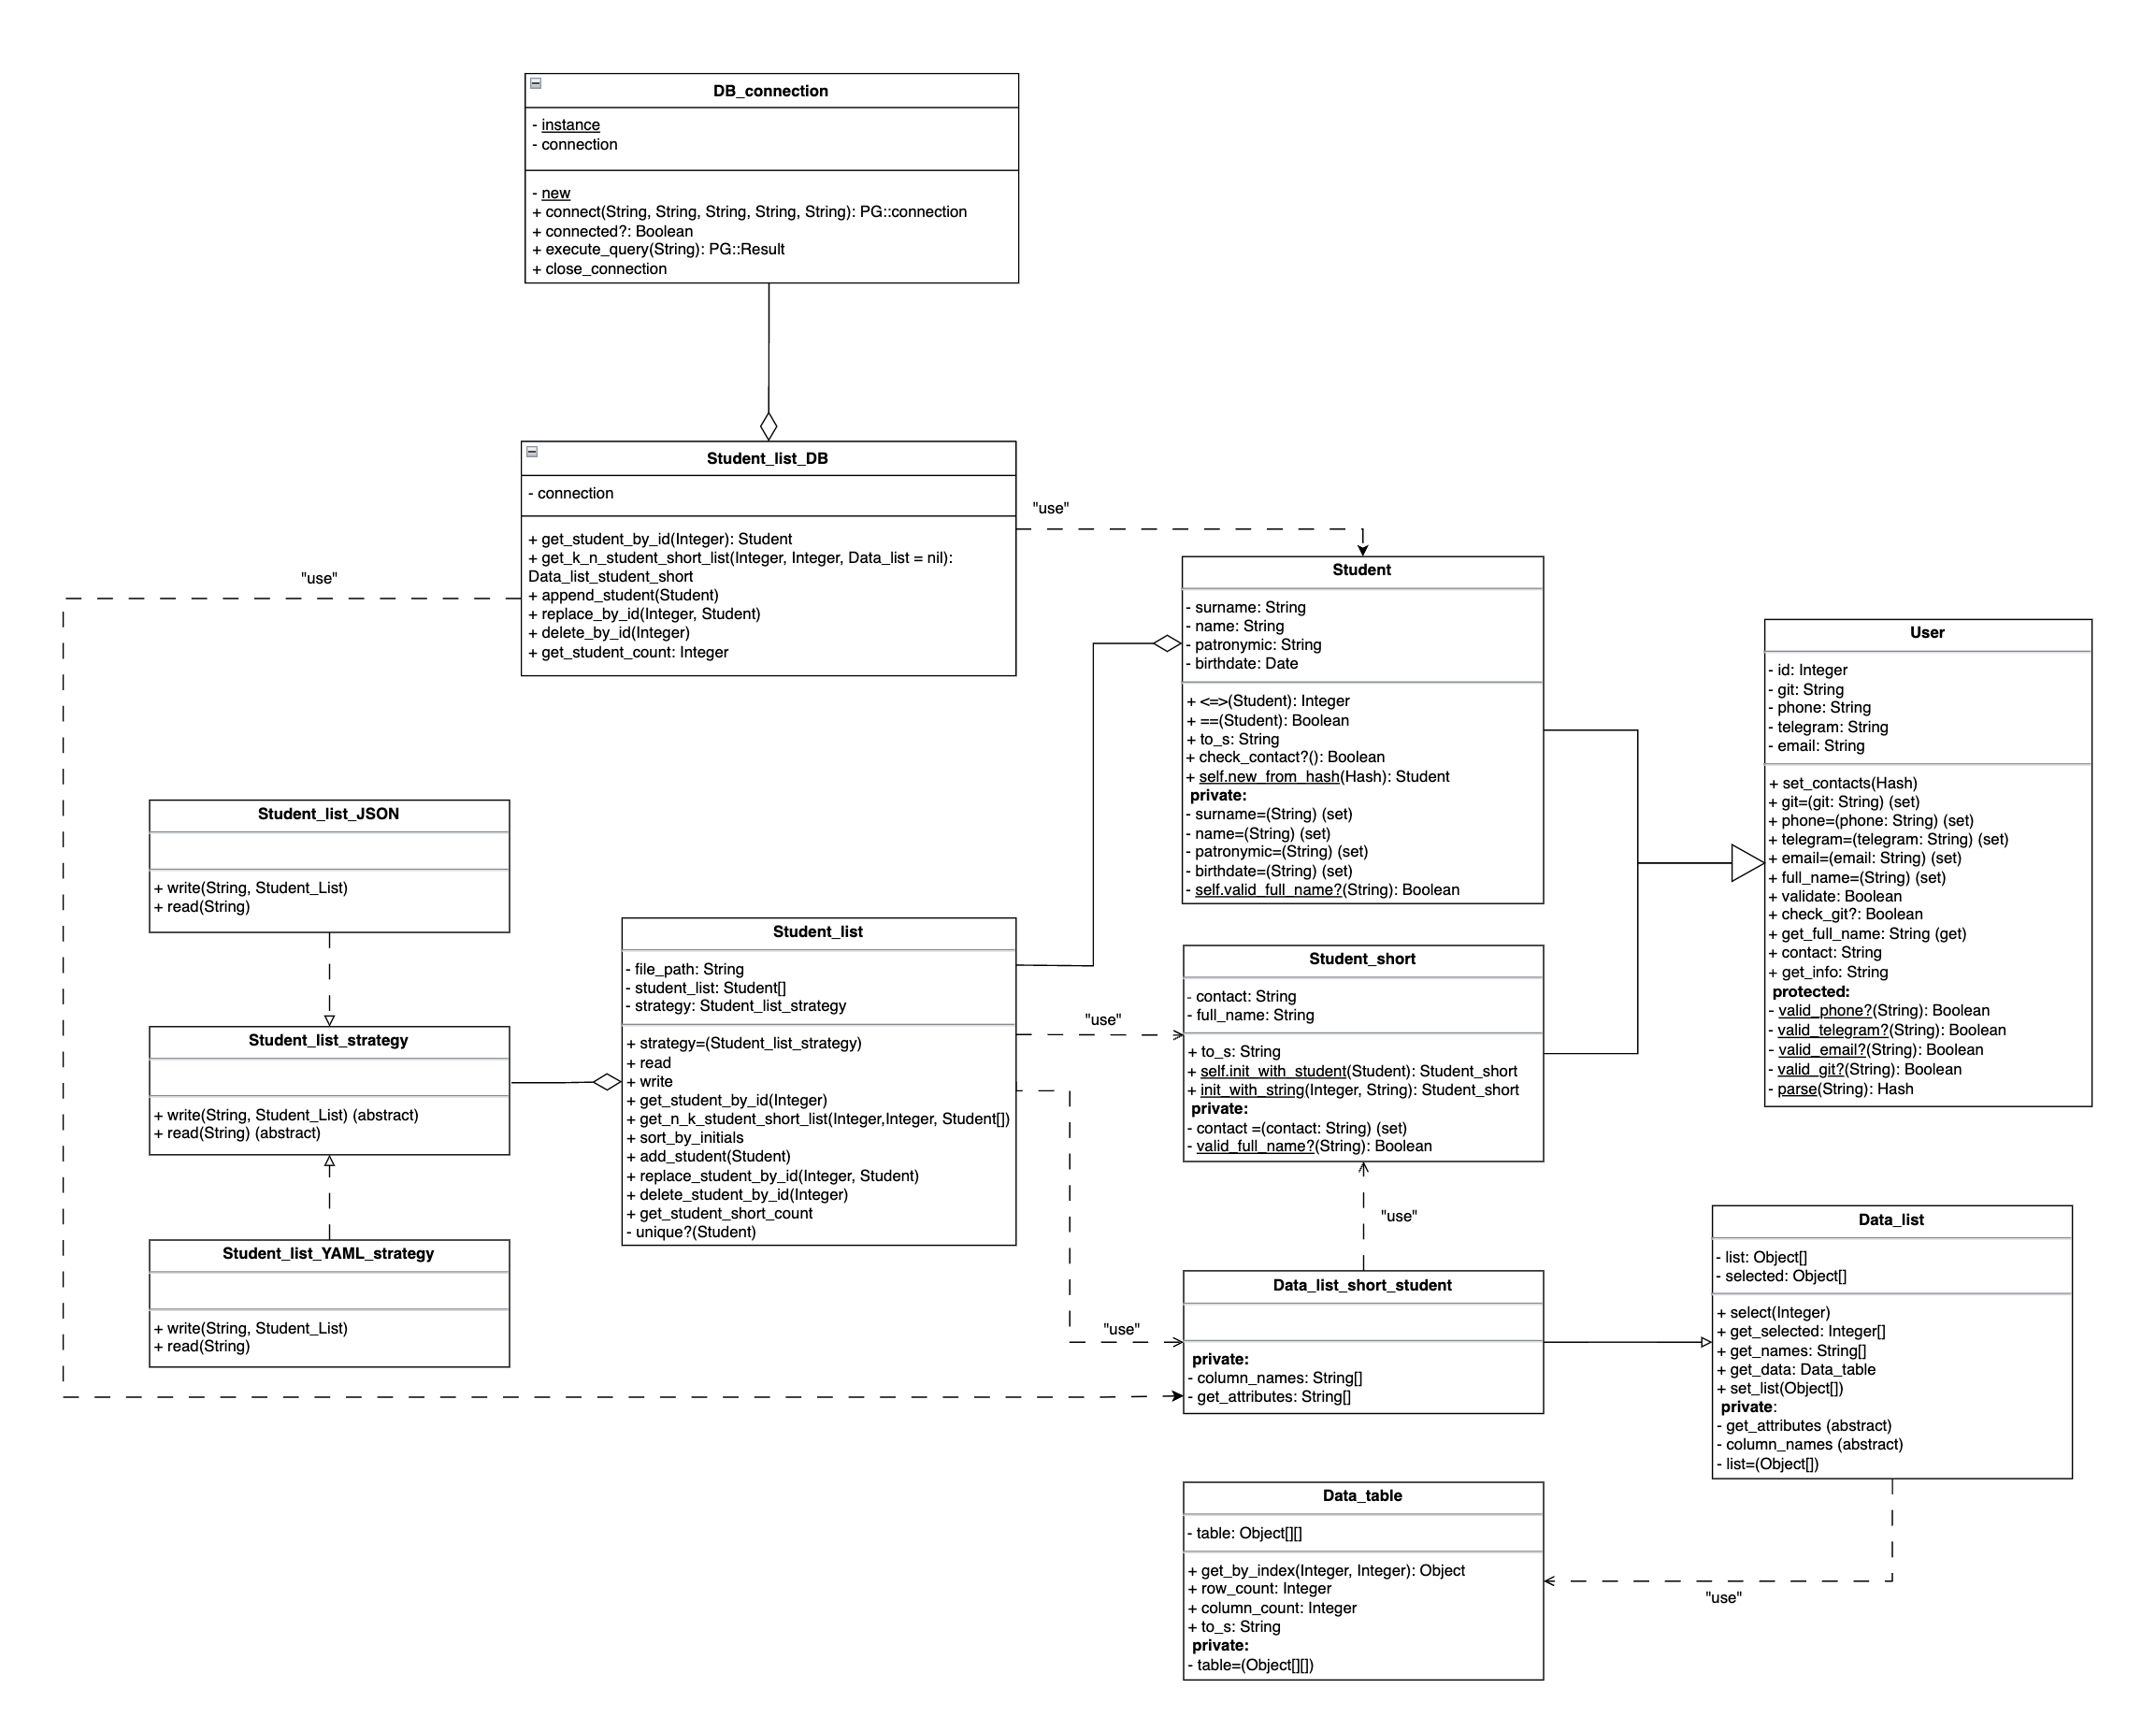 DB_connection
- instance
- connection
- new
+ connect(String, String, String, String, String): PG::connection
+ connected?: Boolean
+ execute_query(String): PG::Result
+ close_connection
Student_list_DB
- connection
+ get_student_by_id(Integer): Student
+ get_k_n_student_short_list(Integer, Integer, Data_list = nil):
Data_list_student_short
+ append_student(Student)
+ replace_by_id(Integer, Student)
+ delete_by_id(Integer)
+ get_student_count: Integer
"use"
"use"
Student
- surname: String
- name: String
- patronymic: String
- birthdate: Date
+ <=>(Student): Integer
+ ==(Student): Boolean
+ to_s: String
+ check_contact?(): Boolean
+ self.new_from_hash(Hash): Student
private:
- surname=(String) (set)
- name=(String) (set)
- patronymic=(String) (set)
- birthdate=(String) (set)
- self.valid_full_name?(String): Boolean
User
- id: Integer
- git: String
- phone: String
- telegram: String
- email: String
+ set_contacts(Hash)
+ git=(git: String) (set)
+ phone=(phone: String) (set)
+ telegram=(telegram: String) (set)
+ email=(email: String) (set)
+ full_name=(String) (set)
+ validate: Boolean
+ check_git?: Boolean
+ get_full_name: String (get)
+ contact: String
+ get_info: String
protected:
- valid_phone?(String): Boolean
- valid_telegram?(String): Boolean
- valid_email?(String): Boolean
- valid_git?(String): Boolean
- parse(String): Hash
Student_list_JSON
+ write(String, Student_List)
+ read(String)
Student_list_strategy
+ write(String, Student_List) (abstract)
+ read(String) (abstract)
Student_list_YAML_strategy
+ write(String, Student_List)
+ read(String)
Student_list
- file_path: String
- student_list: Student[]
- strategy: Student_list_strategy
+ strategy=(Student_list_strategy)
+ read
+ write
+ get_student_by_id(Integer)
+ get_n_k_student_short_list(Integer,Integer, Student[])
+ sort_by_initials
+ add_student(Student)
+ replace_student_by_id(Integer, Student)
+ delete_student_by_id(Integer)
+ get_student_short_count
- unique?(Student)
"use"
"use"
Student_short
- contact: String
- full_name: String
+ to_s: String
+ self.init_with_student(Student): Student_short
+ init_with_string(Integer, String): Student_short
private:
- contact =(contact: String) (set)
- valid_full_name?(String): Boolean
"use"
Data_list_short_student
private:
- column_names: String[]
- get_attributes: String[]
Data_list
- list: Object[]
- selected: Object[]
+ select(Integer)
+ get_selected: Integer[]
+ get_names: String[]
+ get_data: Data_table
+ set_list(Object[])
private:
- get_attributes (abstract)
- column_names (abstract)
- list=(Object[])
"use"
Data_table
- table: Object[][]
+ get_by_index(Integer, Integer): Object
+ row_count: Integer
+ column_count: Integer
+ to_s: String
private:
- table=(Object[][])